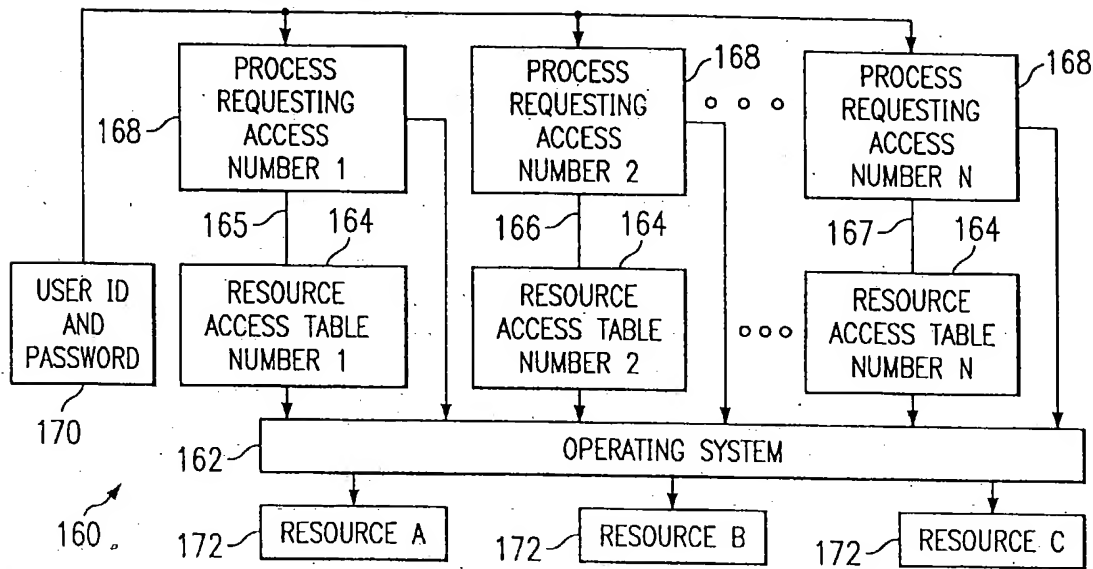 PROCESS
REQUESTING
ACCESS
NUMBER 1
168
PROCESS
REQUESTING
ACCESS
NUMBER 2
168
PROCESS
REQUESTING
ACCESS
NUMBER N
168
165
164
166
164
167
164
USER ID
AND
PASSWORD
170
RESOURCE
ACCESS TABLE
NUMBER 1
RESOURCE
ACCESS TABLE
NUMBER 2
RESOURCE
ACCESS TABLE
NUMBER N
162
OPERATING SYSTEM
160
172
RESOURCE A
172
RESOURCE B
172
RESOURCE C